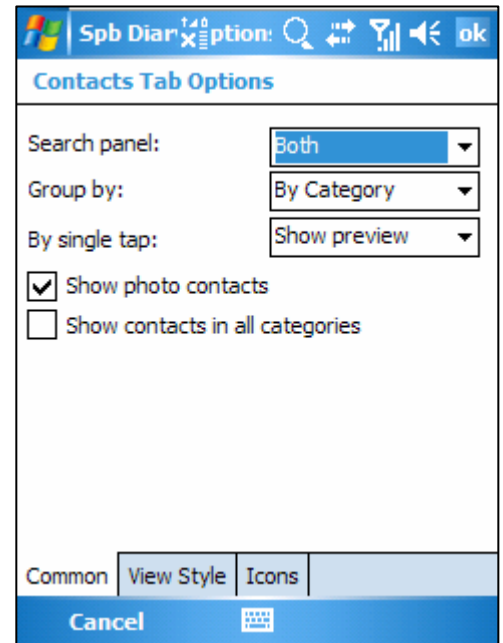 Spb Diar ption: ok
Contacts Tab Options
Search panel: Both
Group by: By Category
By single tap: Show preview
Show photo contacts
Show contacts in all categories
Common View Style Icons
Cancel